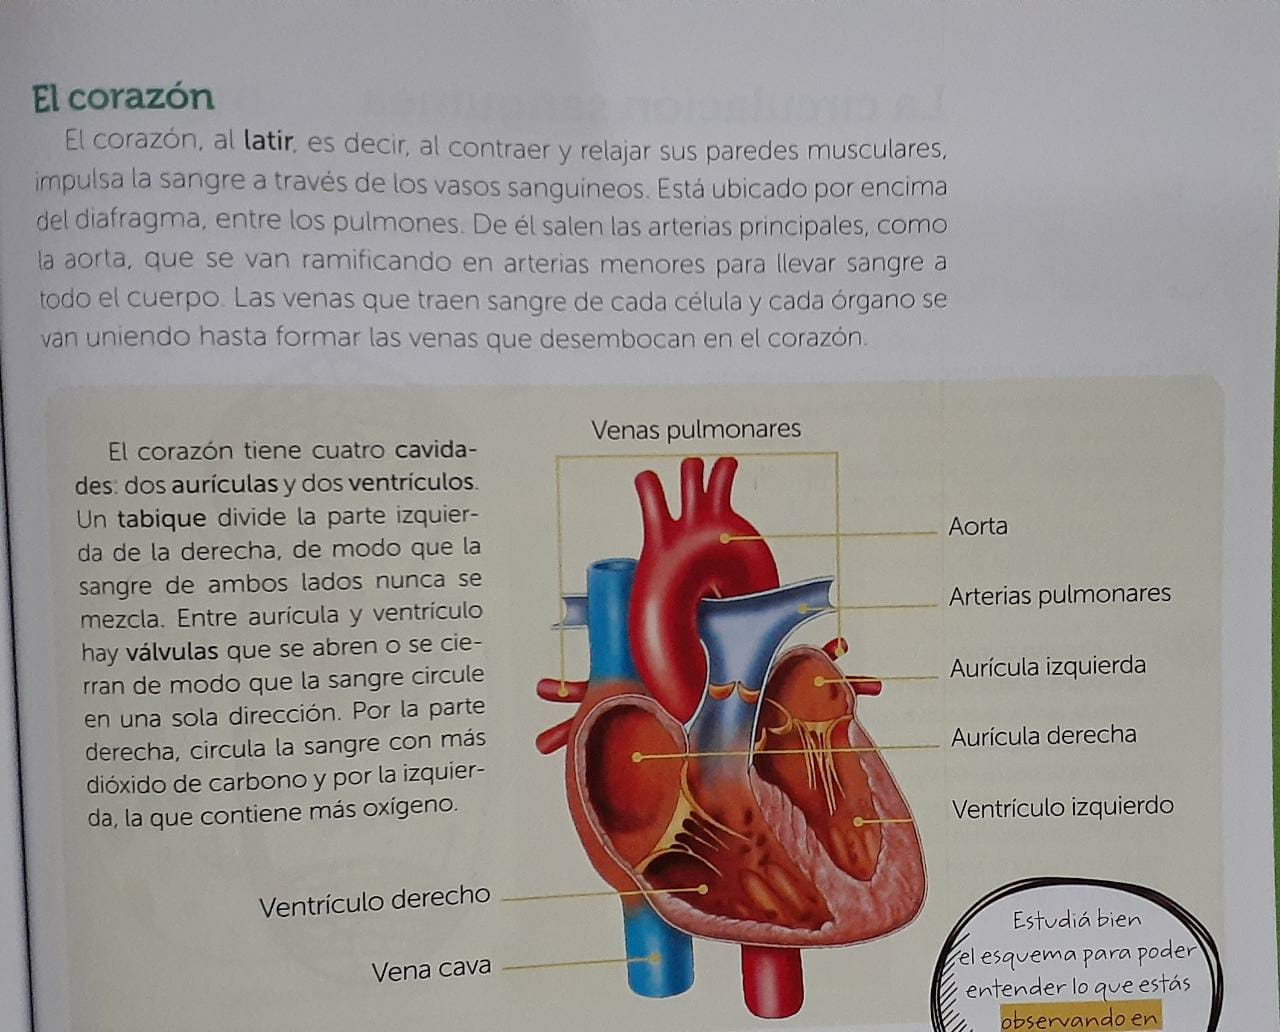 El corazón
El corazón, al latir, es decir, al contraer y relajar sus paredes musculares,
impulsa la sangre a través de los vasos sanguíneos. Está ubicado por encima
del diafragma, entre los pulmones. De él salen las arterias principales, como
la aorta, que se van ramificando en arterias menores para llevar sangre a
todo el cuerpo. Las venas que traen sangre de cada célula y cada órgano se
van uniendo hasta formar las venas que desembocan en el corazón.
El corazón tiene cuatro cavida-
des: dos aurículas y dos ventrículos.
Un tabique divide la parte izquier-
da de la derecha, de modo que la
sangre de ambos lados nunca se
mezcla. Entre aurícula y ventrículo
hay válvulas que se abren o se cie-
rran de modo que la sangre circule
en una sola dirección. Por la parte
derecha, circula la sangre con más
dióxido de carbono y por la izquier-
da, la que contiene más oxígeno.
Venas pulmonares
Aorta
Arterias pulmonares
Aurícula izquierda
Aurícula derecha
Ventrículo izquierdo
Ventrículo derecho
Vena cava
Estudiá bien
el esquema para poder
entender lo que estás
observando en